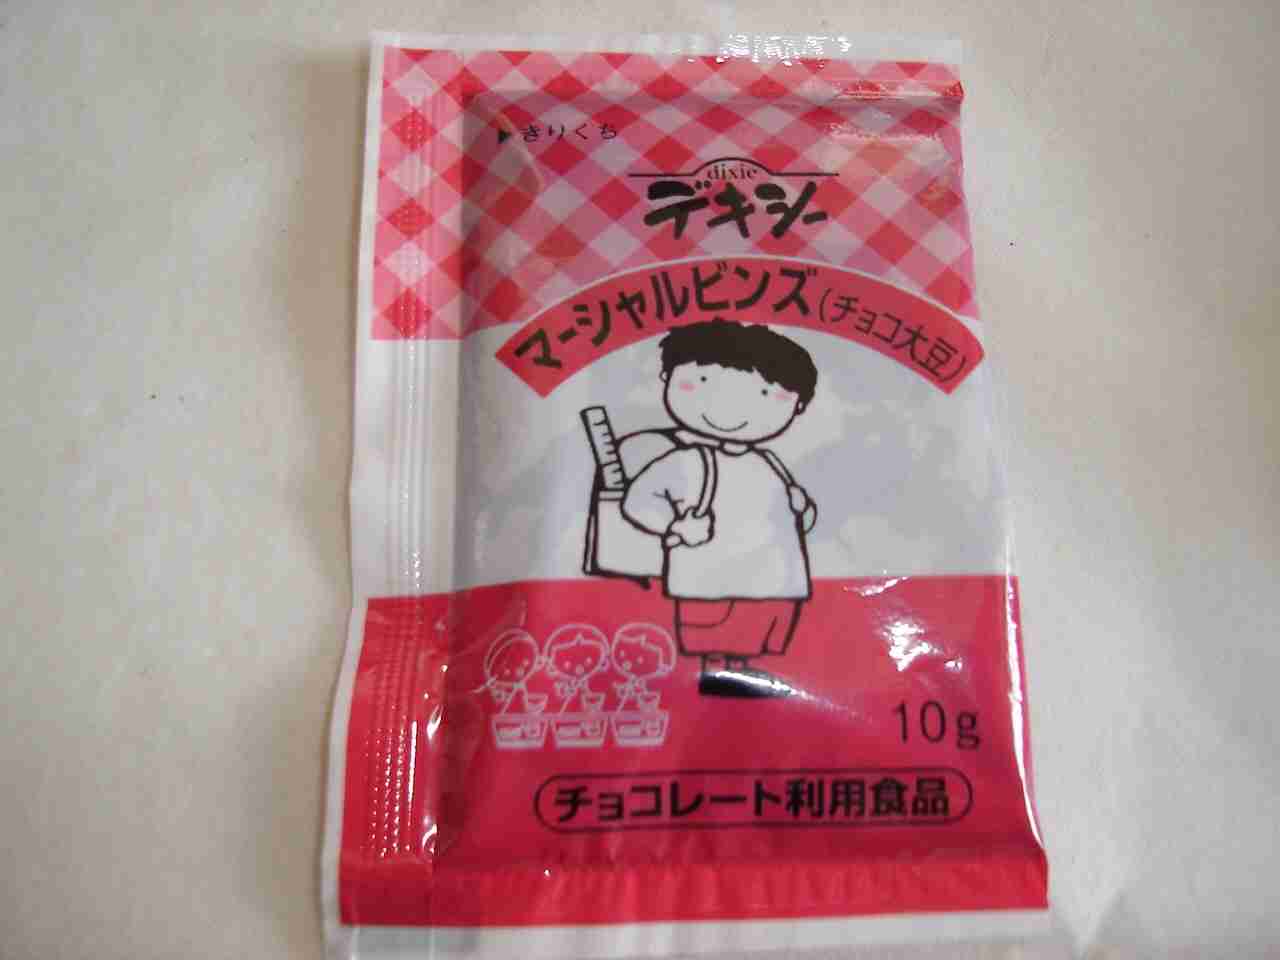 ▶きりくち
dixie
デキシー
マーシャルビンズ(チョコ大豆)
10g
チョコレート利用食品